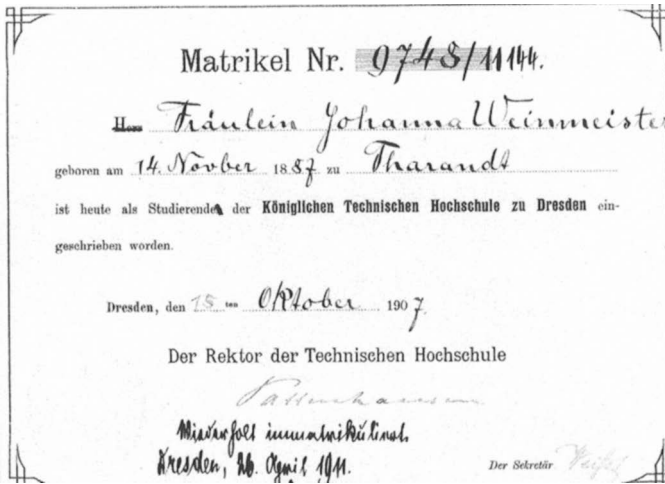 Matrikel Nr. 9748/11144.
Herr Fräulein Johanna Weinmeister
geboren am 14. Novber 1887 zu Tharandt
ist heute als Studierende der Königlichen Technischen Hochschule zu Dresden ein-
geschrieben worden.
Dresden, den 18ten Oktober 1907.
Der Rektor der Technischen Hochschule
Wiederholt immatrikuliert.
Dresden, 26. April 1911.
Der Sekretär